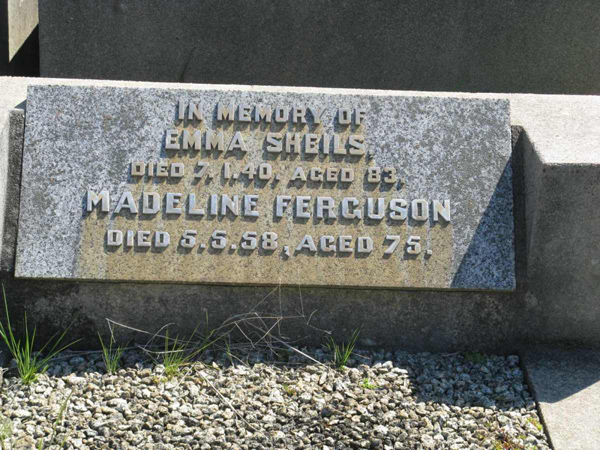 IN MEMORY OF
EMMA SHEILS,
DIED 7.1.40, AGED 83,
MADELINE FERGUSON
DIED 5.5.58, AGED 75.